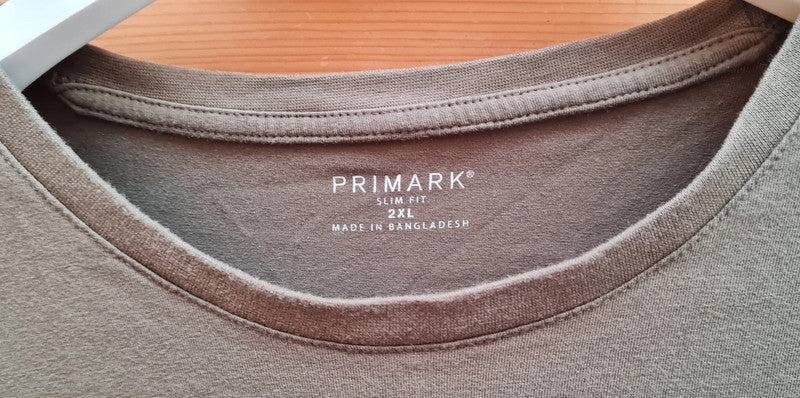 PRIMARK®
SLIM FIT
2XL
MADE IN BANGLADESH